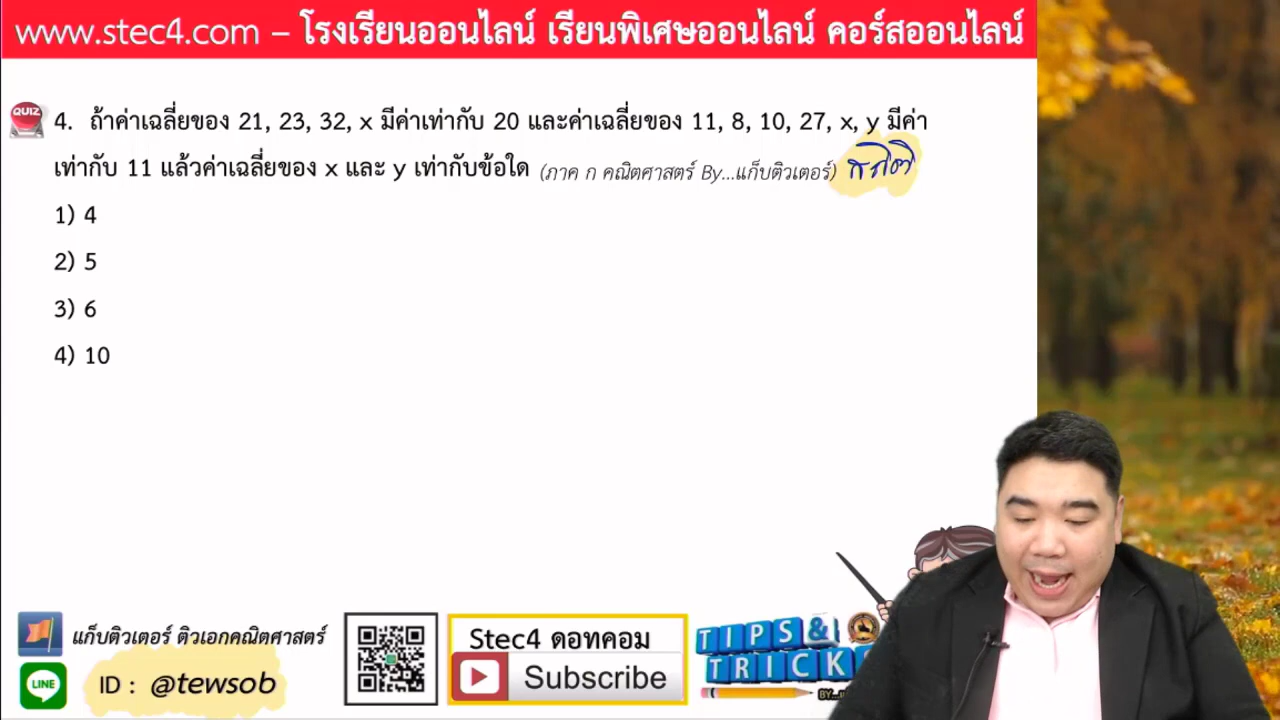 www.stec4.com – โรงเรียนออนไลน์ เรียนพิเศษออนไลน์ คอร์สออนไลน์
QUIZ
4. ถ้าค่าเฉลี่ยของ 21, 23, 32, x มีค่าเท่ากับ 20 และค่าเฉลี่ยของ 11, 8, 10, 27, x, y มีค่า
เท่ากับ 11 แล้วค่าเฉลี่ยของ x และ y เท่ากับข้อใด (ภาค ก คณิตศาสตร์ By...แก็บติวเตอร์)
1) 4
2) 5
3) 6
4) 10
แก็บติวเตอร์ ติวเอกคณิตศาสตร์
LINE
ID : @tewsob
Stec4 ดอทคอม
Subscribe
TIPS &
TRICK